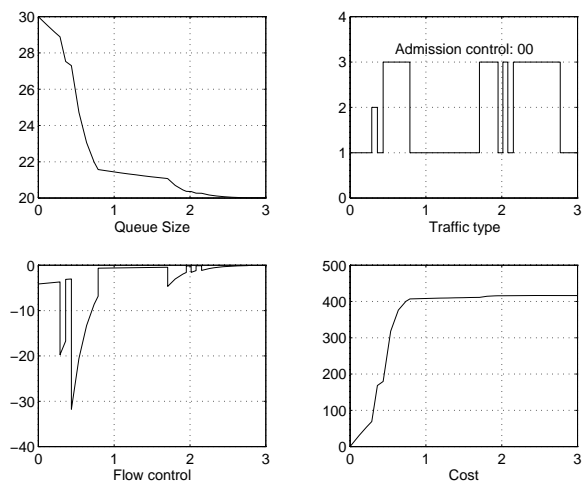 30
28
26
24
22
20
0 1 2 3
Queue Size
4
3
2
1
0
Admission control: 00
0 1 2 3
Traffic type
0
−10
−20
−30
−40
0 1 2 3
Flow control
500
400
300
200
100
0
0 1 2 3
Cost